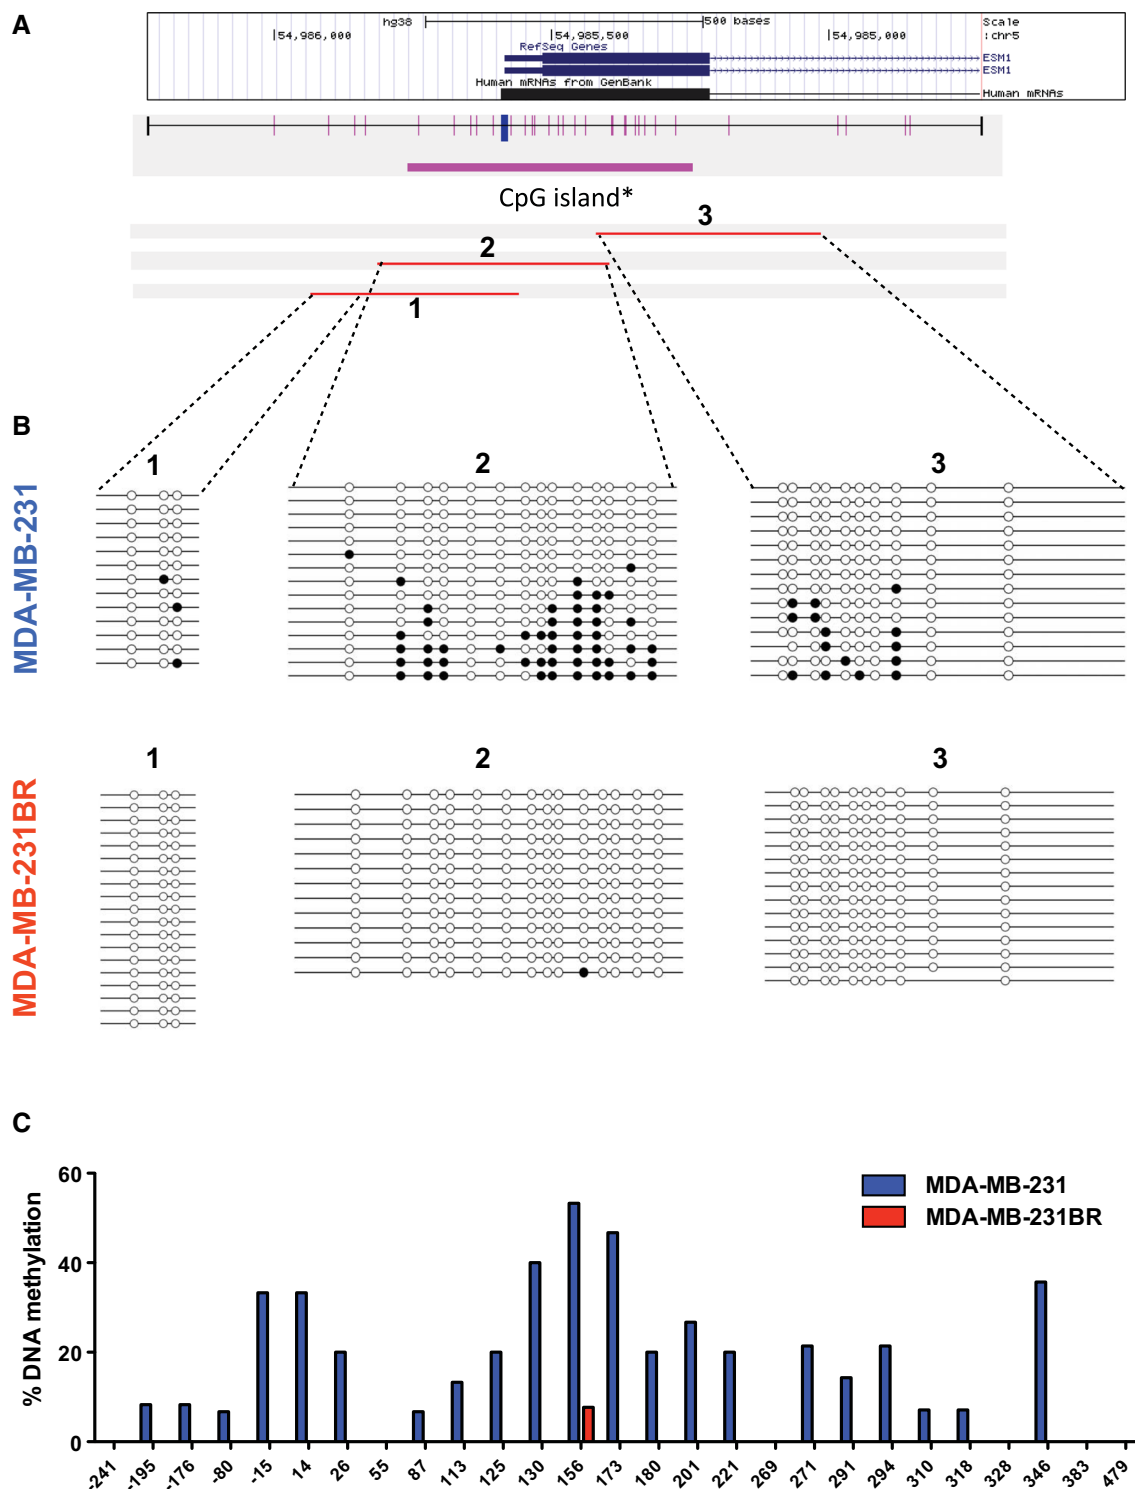 A
hg38 500 bases Scale
54,986,000 54,985,500 54,985,000 :chr5
RefSeq Genes
ESM1
ESM1
Human mRNAs from GenBank
Human mRNAs
CpG island*
3
2
1
B
MDA-MB-231
1 2 3
MDA-MB-231BR
1 2 3
C
% DNA methylation
60
40
20
0
MDA-MB-231
MDA-MB-231BR
-241 -195 -176 -80 -15 14 26 55 87 113 125 130 156 173 180 201 221 269 271 291 294 310 318 328 346 383 479